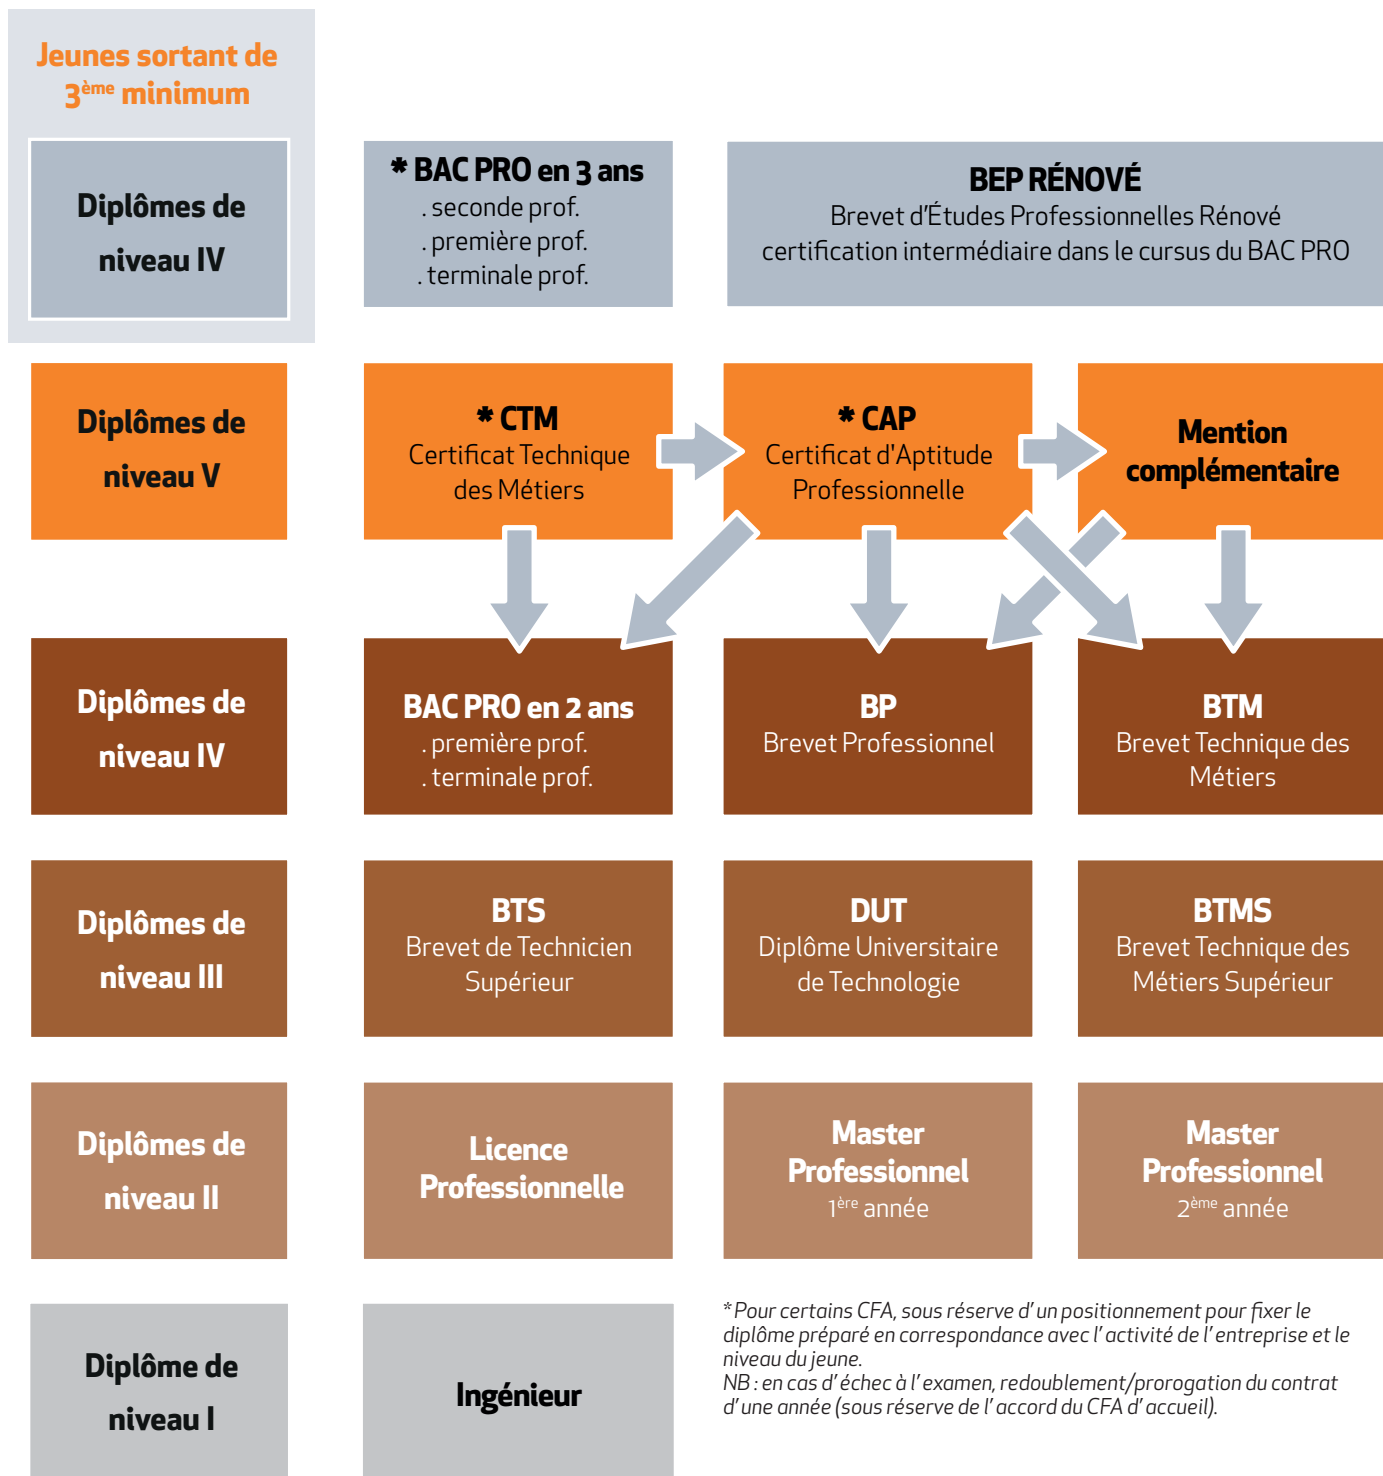 Jeunes sortant de
3ème minimum
Diplômes de
niveau IV
* BAC PRO en 3 ans
. seconde prof.
. première prof.
. terminale prof.
BEP RÉNOVÉ
Brevet d'Études Professionnelles Rénové
certification intermédiaire dans le cursus du BAC PRO
Diplômes de
niveau V
* CTM
Certificat Technique
des Métiers
* CAP
Certificat d'Aptitude
Professionnelle
Mention
complémentaire
Diplômes de
niveau IV
BAC PRO en 2 ans
. première prof.
. terminale prof.
BP
Brevet Professionnel
BTM
Brevet Technique des
Métiers
Diplômes de
niveau III
BTS
Brevet de Technicien
Supérieur
DUT
Diplôme Universitaire
de Technologie
BTMS
Brevet Technique des
Métiers Supérieur
Diplômes de
niveau II
Licence
Professionnelle
Master
Professionnel
1ère année
Master
Professionnel
2ème année
Diplôme de
niveau I
Ingénieur
* Pour certains CFA, sous réserve d'un positionnement pour fixer le
diplôme préparé en correspondance avec l'activité de l'entreprise et le
niveau du jeune.
NB : en cas d'échec à l'examen, redoublement/prorogation du contrat
d'une année (sous réserve de l'accord du CFA d'accueil).